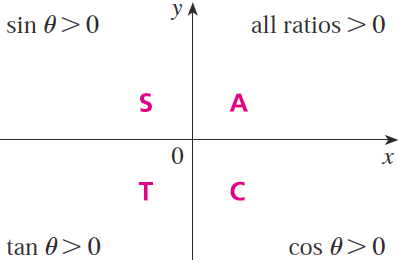 y
sin θ > 0
all ratios > 0
S
A
0
x
T
C
tan θ > 0
cos θ > 0